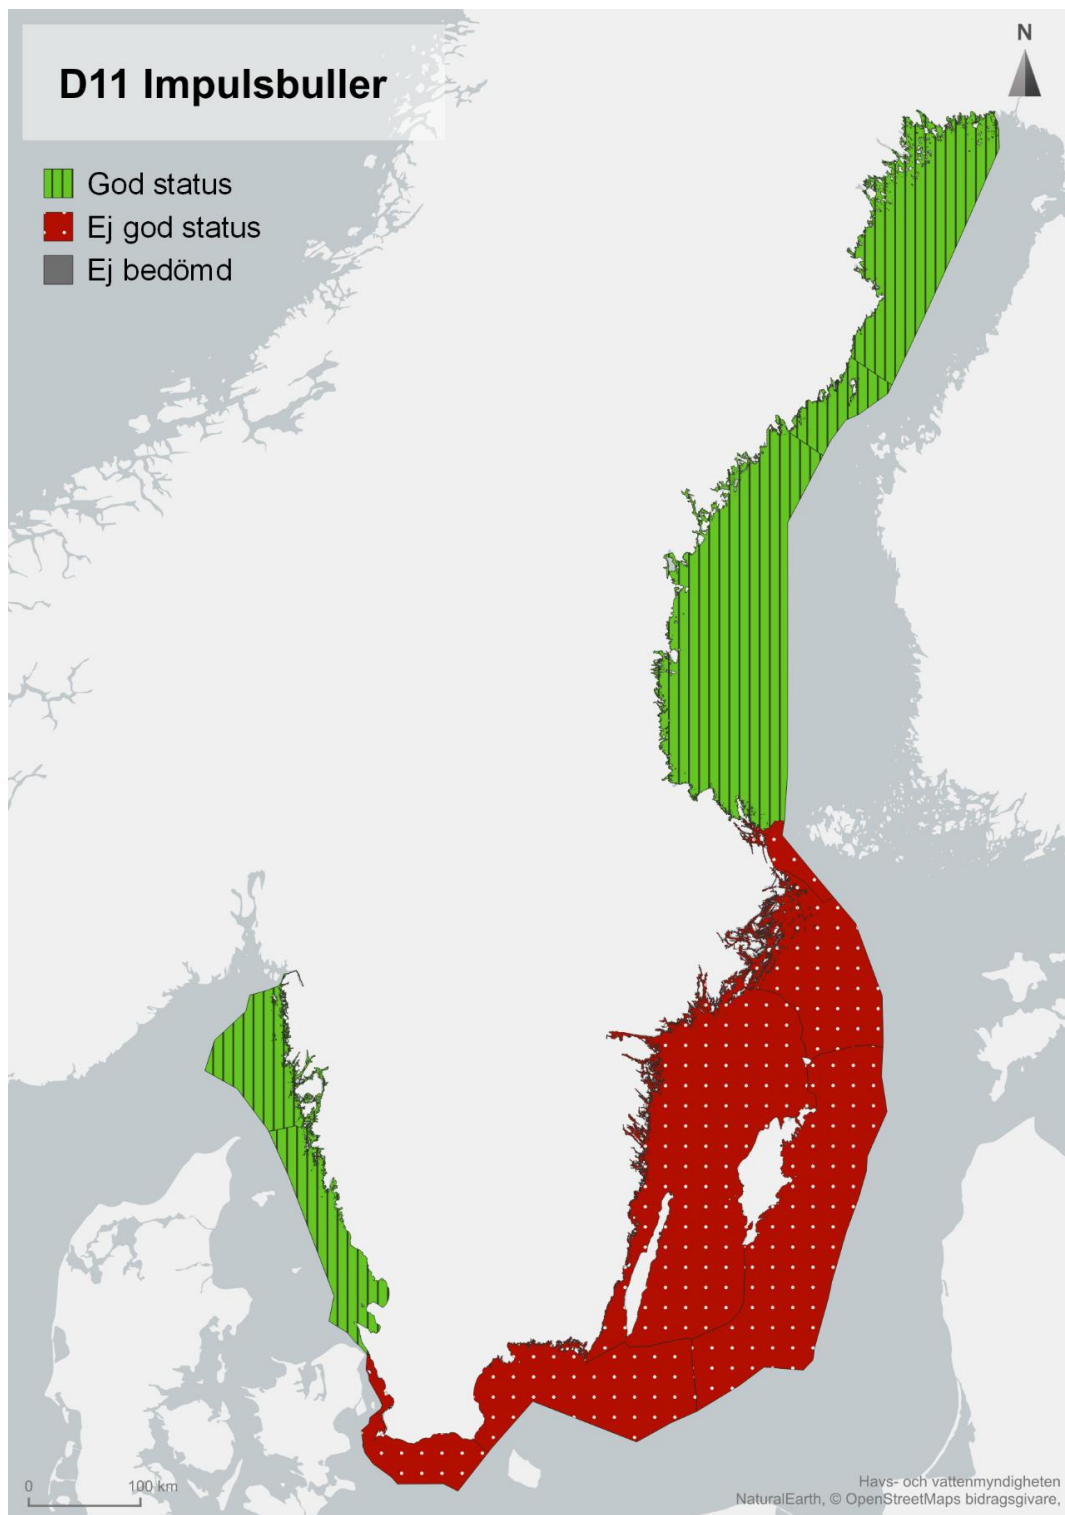 D11 Impulsbuller
N
God status
Ej god status
Ej bedömd
0 100 km
Havs- och vattenmyndigheten
NaturalEarth, © OpenStreetMaps bidragsgivare,